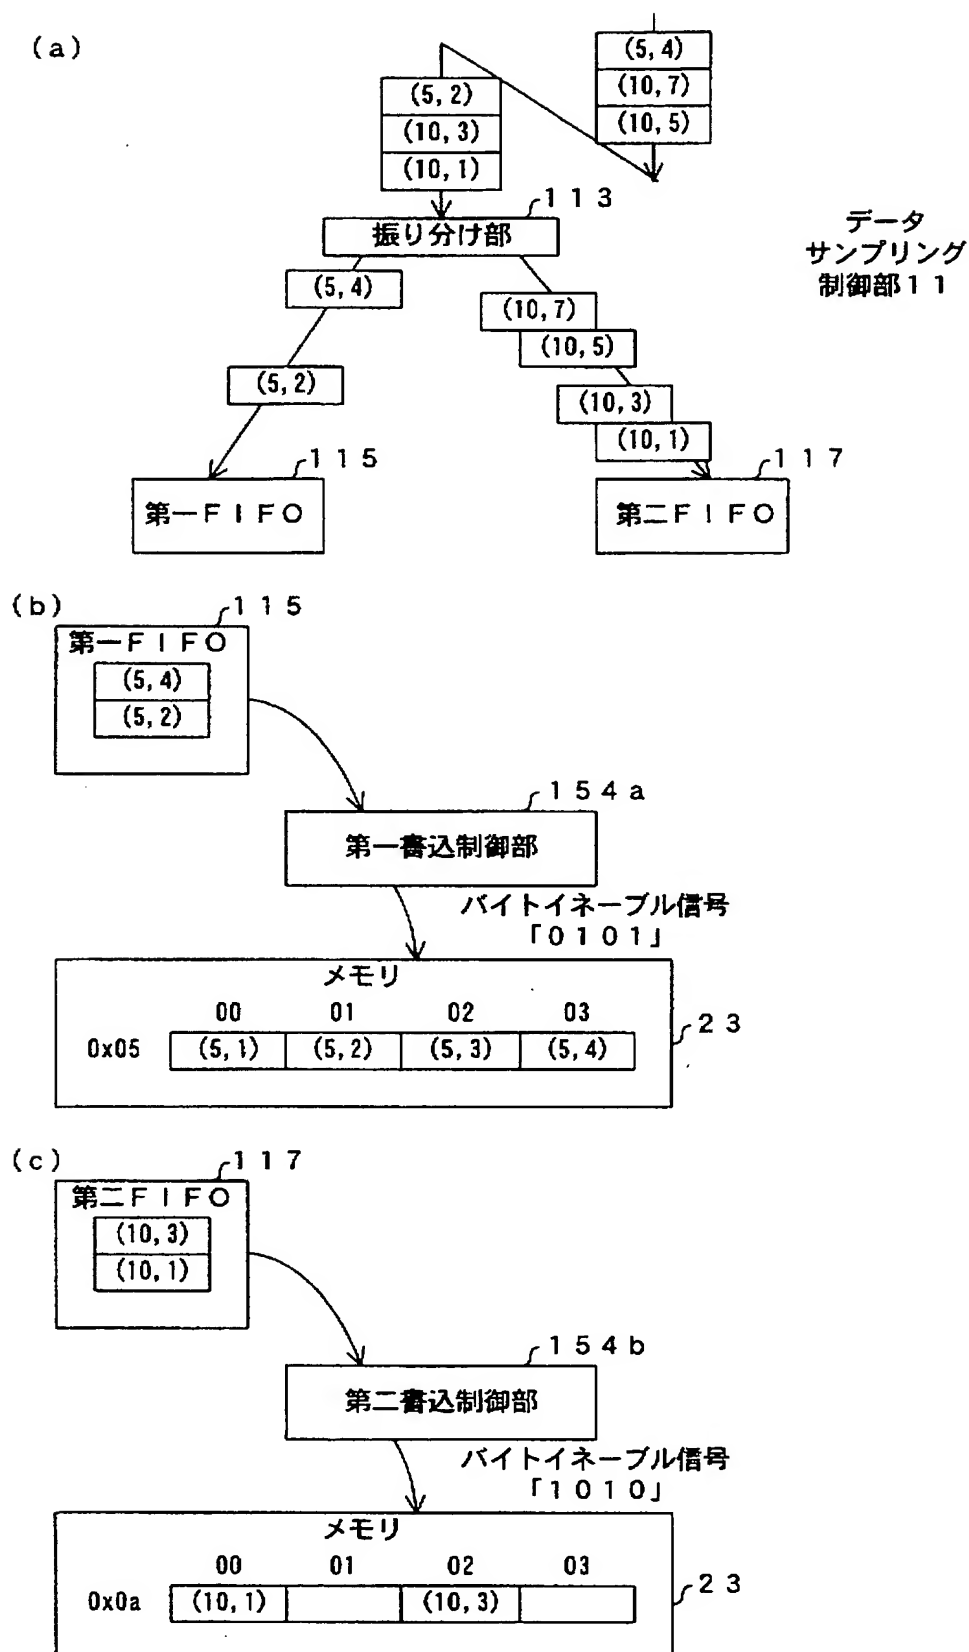 (a)
(5, 4)
(10, 7)
(10, 5)
(5, 2)
(10, 3)
(10, 1)
113
振り分け部
データ
サンプリング
制御部11
(5, 4)
(5, 2)
(10, 7)
(10, 5)
(10, 3)
(10, 1)
115
第一FIFO
117
第二FIFO
(b)
115
第一FIFO
(5, 4)
(5, 2)
154a
第一書込制御部
バイトイネーブル信号
「0101」
メモリ
00 01 02 03
0x05 (5, 1) (5, 2) (5, 3) (5, 4)
23
(c)
117
第二FIFO
(10, 3)
(10, 1)
154b
第二書込制御部
バイトイネーブル信号
「1010」
メモリ
00 01 02 03
0x0a (10, 1) (10, 3)
23